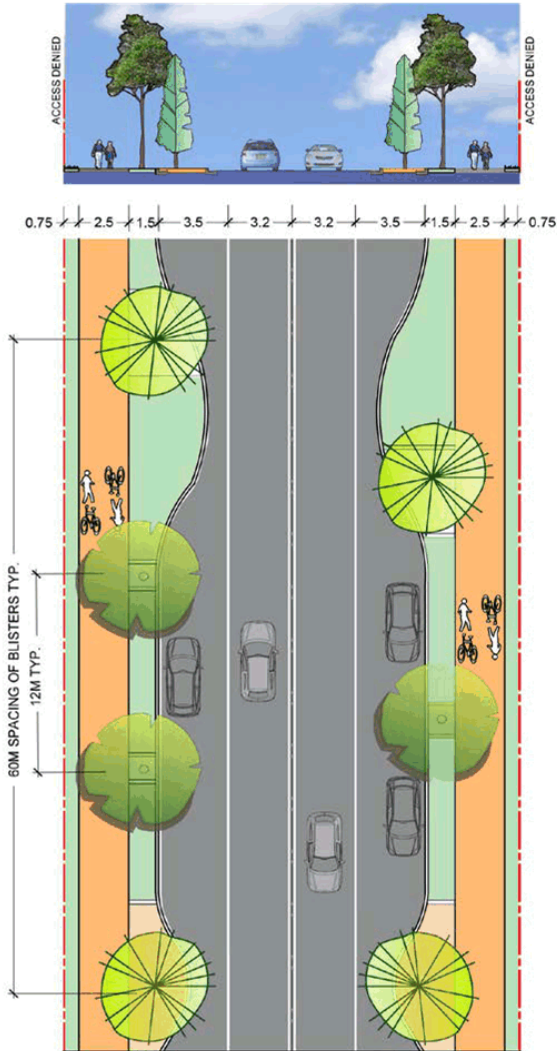 ACCESS DENIED
ACCESS DENIED
0.75 2.5 1.5 3.5 3.2 3.2 3.5 1.5 2.5 0.75
60M SPACING OF BLISTERS TYP.
12M TYP.